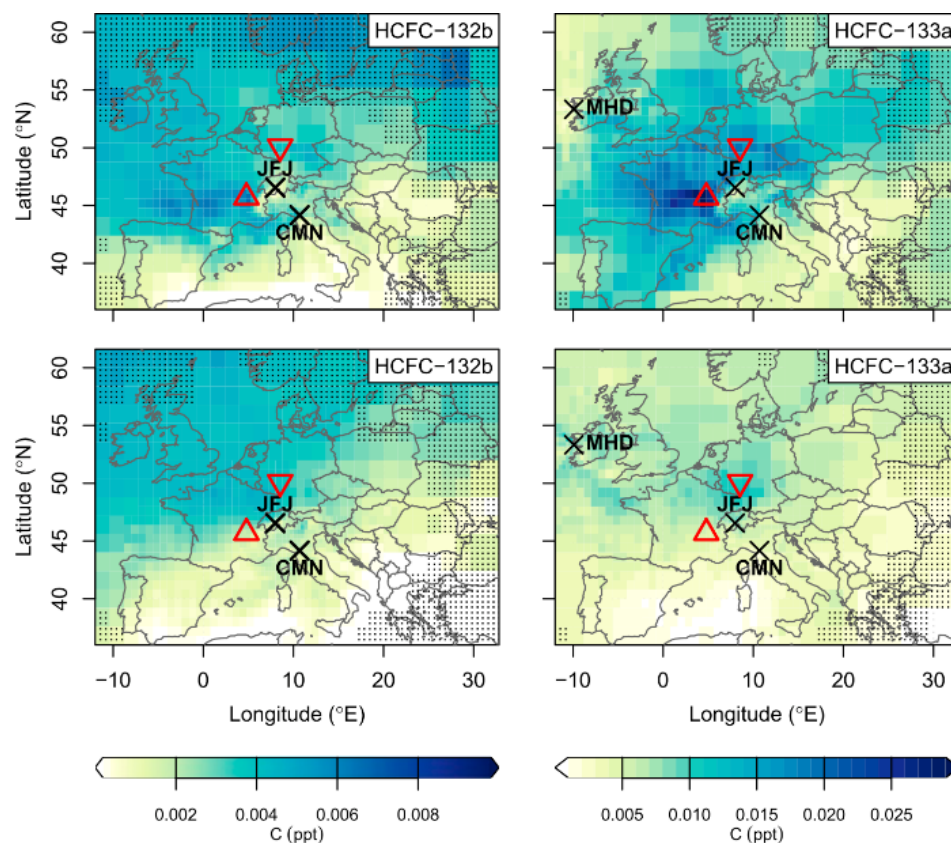 HCFC−132b
HCFC−133a
Latitude (°N)
60
55
50
45
40
JFJ
CMN
MHD
JFJ
CMN
HCFC−132b
HCFC−133a
Latitude (°N)
60
55
50
45
40
JFJ
CMN
MHD
JFJ
CMN
−10 0 10 20 30
−10 0 10 20 30
Longitude (°E)
Longitude (°E)
0.002 0.004 0.006 0.008
0.005 0.010 0.015 0.020 0.025
C (ppt)
C (ppt)